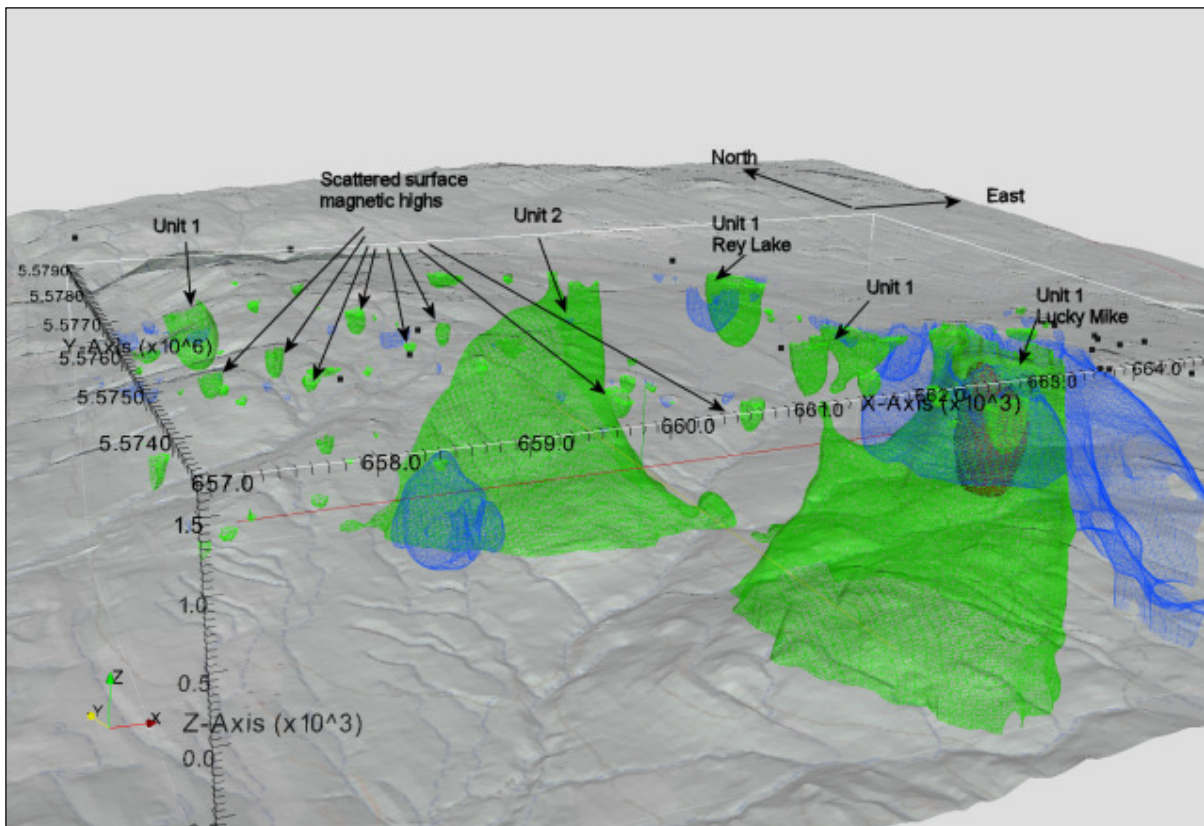 North
East
Scattered surface
magnetic highs
Unit 1
Unit 2
Unit 1
Rey Lake
Unit 1
Unit 1
Lucky Mike
5.5790
5.5780
5.5770
Y-Axis (x10^6)
5.5760
5.5750
5.5740
657.0
658.0
659.0
660.0
661.0
662.0
663.0
664.0
X-Axis (x10^3)
1.5
1.0
0.5
0.0
Z-Axis (x10^3)
Z
Y
X